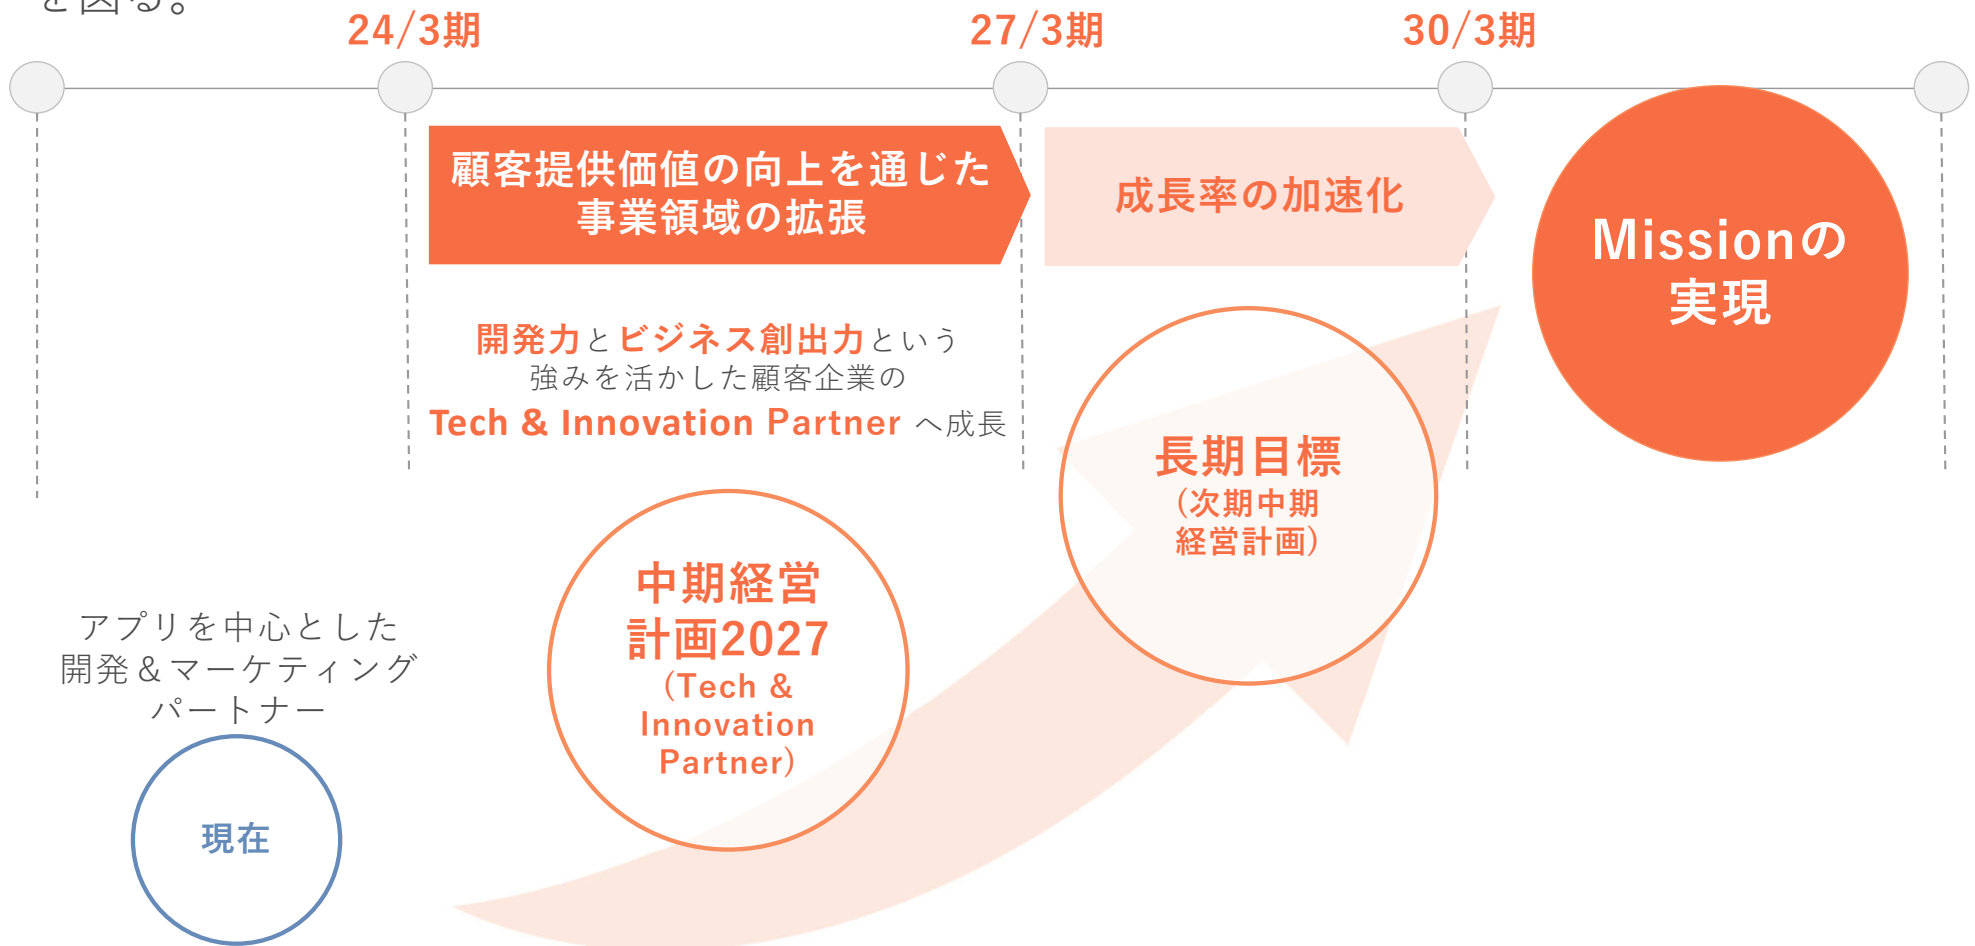 を図る。
24/3期
27/3期
30/3期
顧客提供価値の向上を通じた
事業領域の拡張
成長率の加速化
Missionの
実現
開発力とビジネス創出力という
強みを活かした顧客企業の
Tech & Innovation Partner へ成長
長期目標
(次期中期
経営計画)
中期経営
計画2027
(Tech &
Innovation
Partner)
アプリを中心とした
開発&マーケティング
パートナー
現在